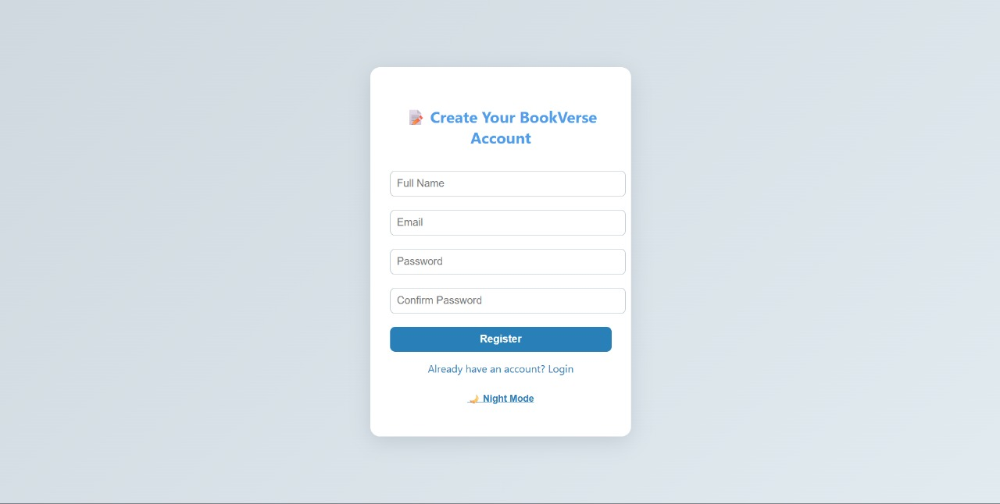 📝 Create Your BookVerse
Account
Full Name
Email
Password
Confirm Password
Register
Already have an account? Login
🌙 Night Mode